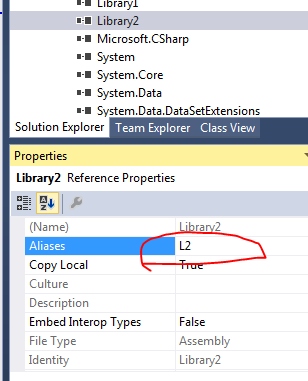 Library1
Library2
Microsoft.CSharp
System
System.Core
System.Data
System.Data.DataSetExtensions
Solution Explorer Team Explorer Class View
Properties
Library2 Reference Properties
(Name) Library2
Aliases L2
Copy Local True
Culture
Description
Embed Interop Types False
File Type Assembly
Identity Library2